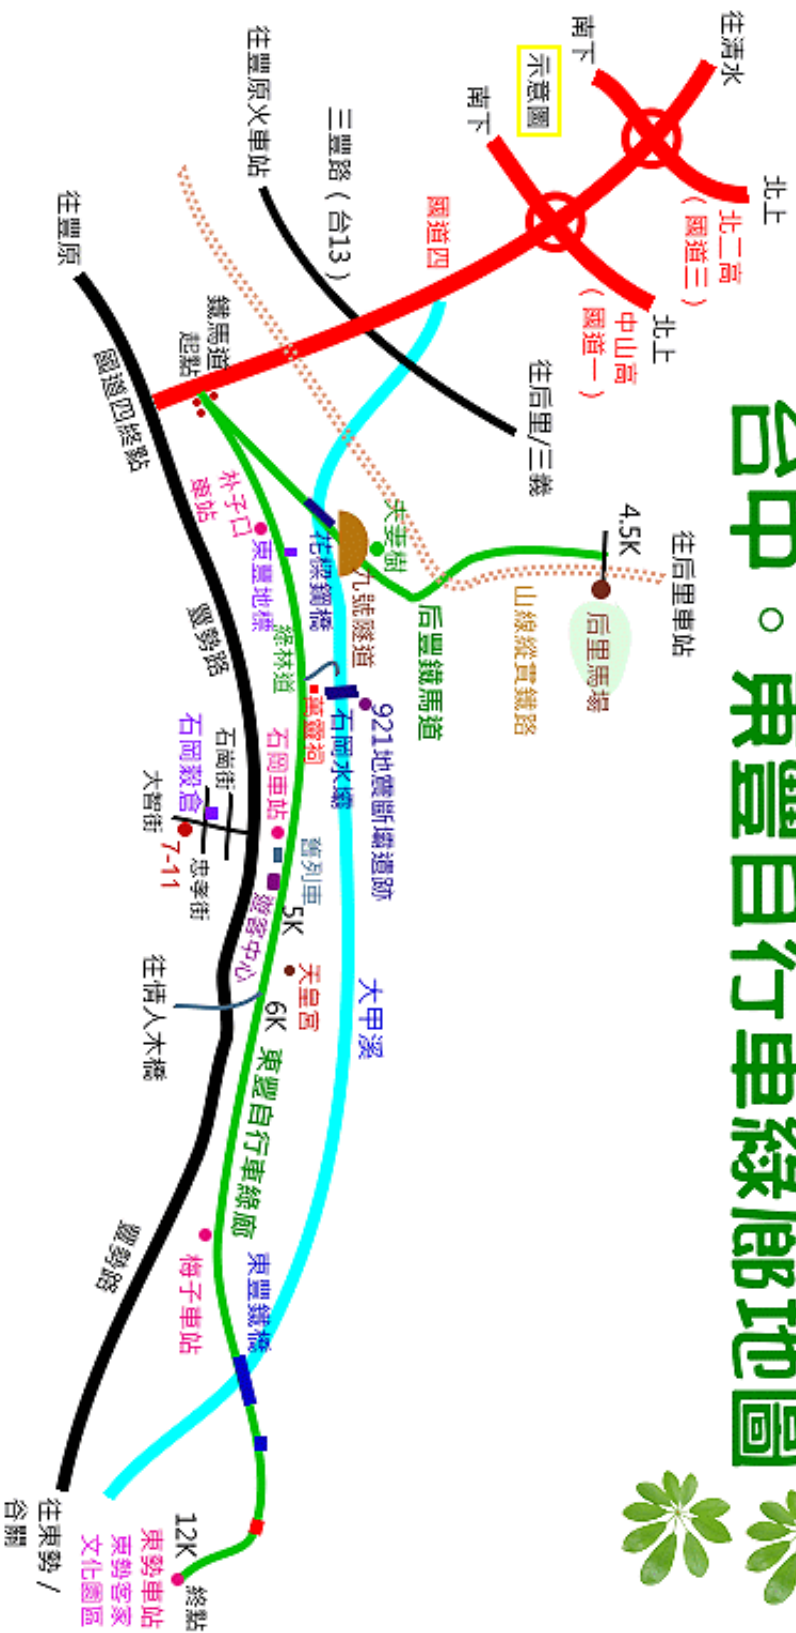 台中。東豐自行車綠廊地圖
往清水
南下
北上
北二高
(國道三)
示意圖
南下
北上
中山高
(國道一)
國道四
往豐原火車站
三豐路(台13)
往后里/三義
往豐原
鐵馬道
起點
國道四終點
4.5K
往后里車站
后里馬場
山線縱貫鐵路
夫妻樹
后豐鐵馬道
九號隧道
花樑鋼橋
朴子口
車站
東豐地標
綠林道
豐勢路
萬靈祠
石岡水壩
921地震斷壩遺跡
石岡車站
石岡穀倉
石崗街
大智街
忠孝街
7-11
舊列車
5K
遊客中心
天皇宮
6K
往情人木橋
大甲溪
東豐自行車綠廊
豐勢路
梅子車站
東豐鐵橋
12K
終點
東勢車站
東勢客家
文化園區
往東勢/
谷關